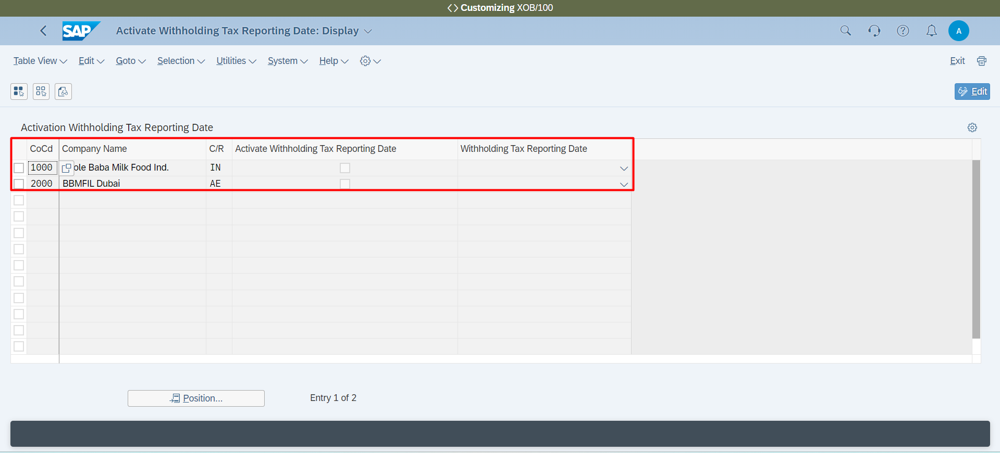 Customizing XOB/100
SAP Activate Withholding Tax Reporting Date: Display A
Table View Edit Goto Selection Utilities System Help Exit
Edit
Activation Withholding Tax Reporting Date
CoCd Company Name C/R Activate Withholding Tax Reporting Date Withholding Tax Reporting Date
1000 ole Baba Milk Food Ind. IN
2000 BBMFIL Dubai AE
Position... Entry 1 of 2